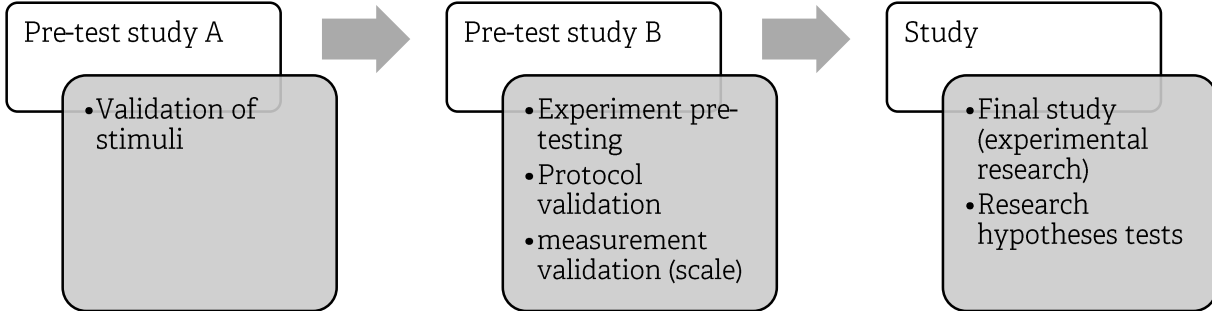 Pre-test study A
•Validation of
stimuli
Pre-test study B
•Experiment pre-
testing
•Protocol
validation
•measurement
validation (scale)
Study
•Final study
(experimental
research)
•Research
hypotheses tests